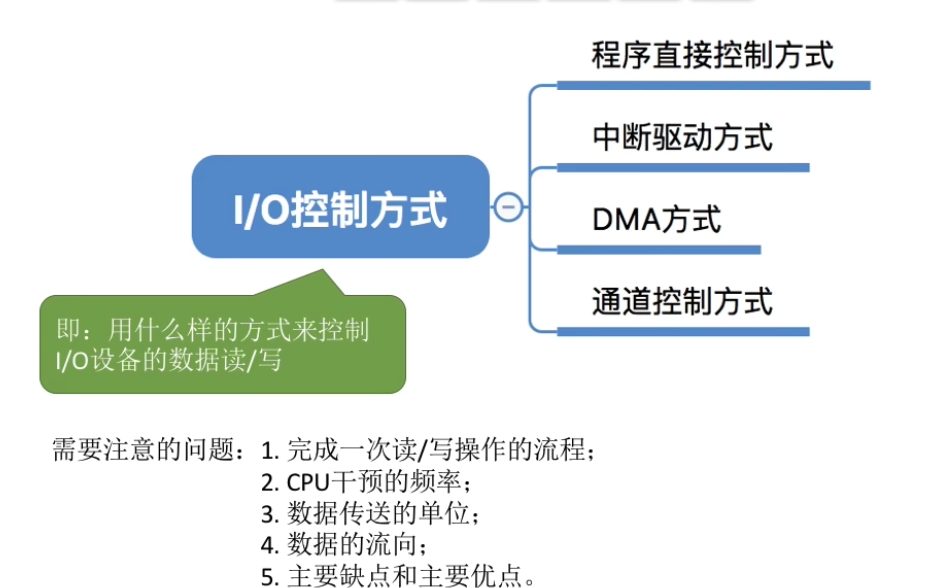 I/O控制方式
程序直接控制方式
中断驱动方式
DMA方式
通道控制方式
即：用什么样的方式来控制
I/O设备的数据读/写
需要注意的问题：1. 完成一次读/写操作的流程；
2. CPU干预的频率；
3. 数据传送的单位；
4. 数据的流向；
5. 主要缺点和主要优点。